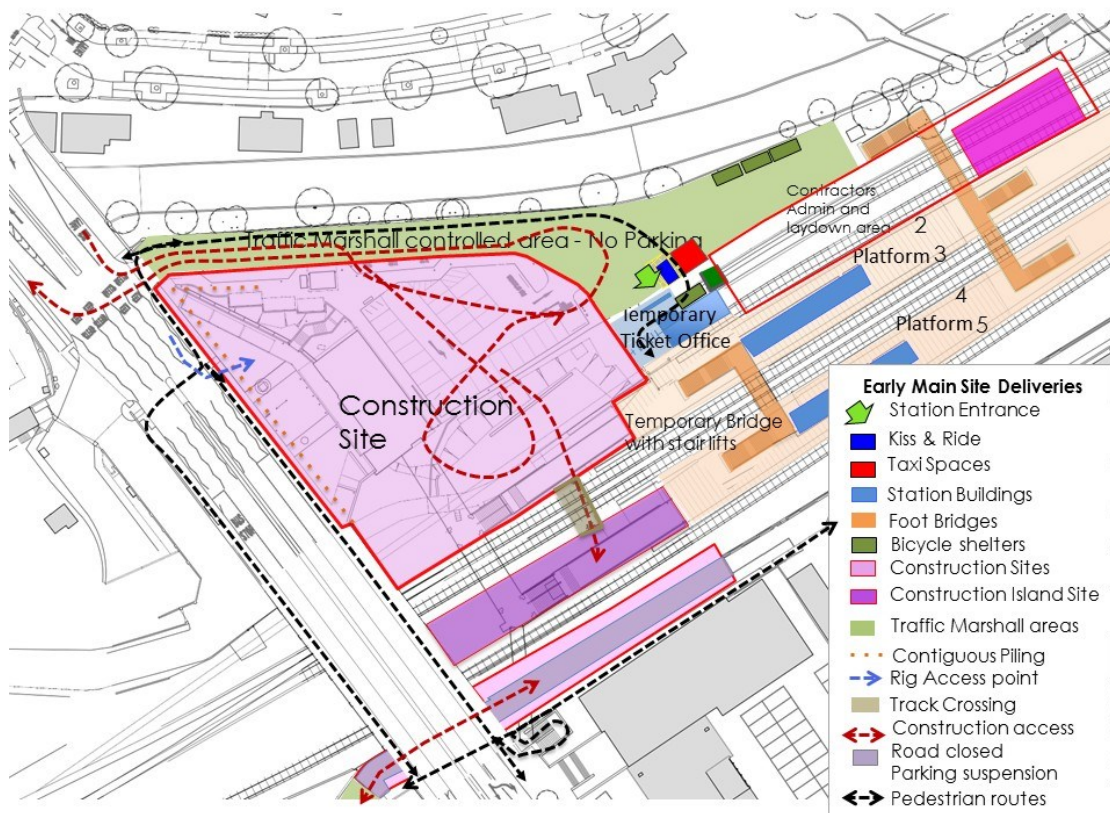 Traffic Marshall controlled area - No Parking
Contractors
Admin and
laydown area
2
Platform 3
4
Platform 5
Temporary
Ticket Office
Construction
Site
Temporary Bridge
with stair lifts
Early Main Site Deliveries
Station Entrance
Kiss & Ride
Taxi Spaces
Station Buildings
Foot Bridges
Bicycle shelters
Construction Sites
Construction Island Site
Traffic Marshall areas
Contiguous Piling
Rig Access point
Track Crossing
Construction access
Road closed
Parking suspension
Pedestrian routes